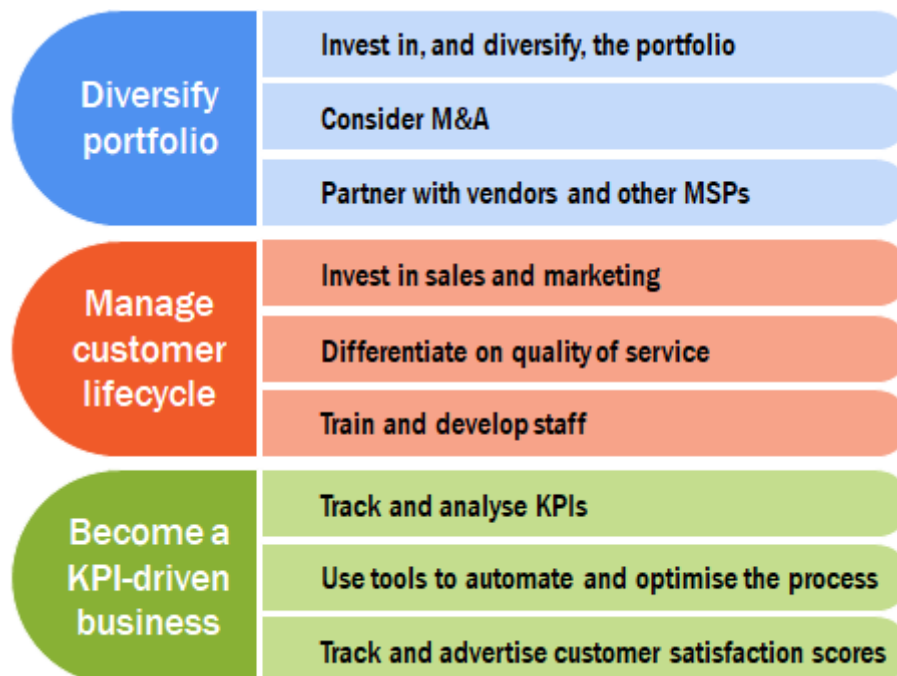 Diversify
portfolio
Invest in, and diversify, the portfolio
Consider M&A
Partner with vendors and other MSPs
Manage
customer
lifecycle
Invest in sales and marketing
Differentiate on quality of service
Train and develop staff
Become a
KPI-driven
business
Track and analyse KPIs
Use tools to automate and optimise the process
Track and advertise customer satisfaction scores